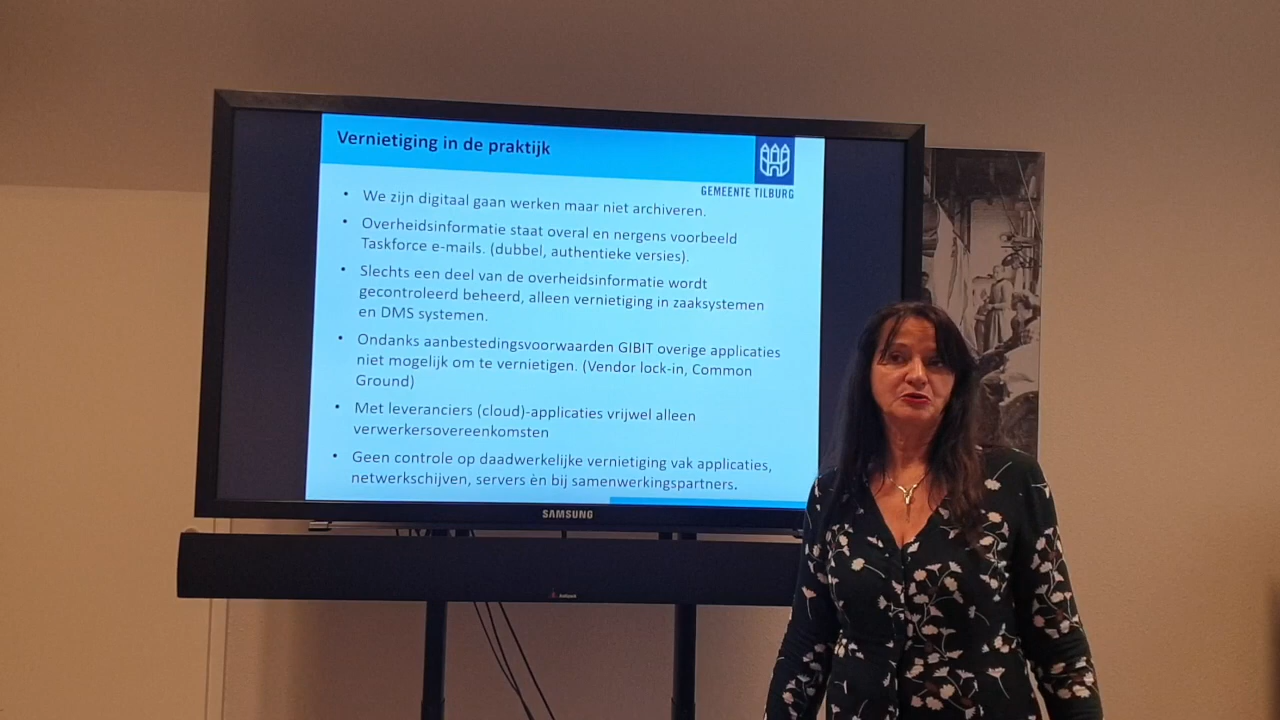 Vernietiging in de praktijk
GEMEENTE TILBURG
• We zijn digitaal gaan werken maar niet archiveren.
• Overheidsinformatie staat overal en nergens voorbeeld
Taskforce e-mails. (dubbel, authentieke versies).
• Slechts een deel van de overheidsinformatie wordt
gecontroleerd beheerd, alleen vernietiging in zaaksystemen
en DMS systemen.
• Ondanks aanbestedingsvoorwaarden GIBIT overige applicaties
niet mogelijk om te vernietigen. (Vendor lock-in, Common
Ground)
• Met leveranciers (cloud)-applicaties vrijwel alleen
verwerkersovereenkomsten
• Geen controle op daadwerkelijke vernietiging vak applicaties,
netwerkschijven, servers èn bij samenwerkingspartners.
SAMSUNG